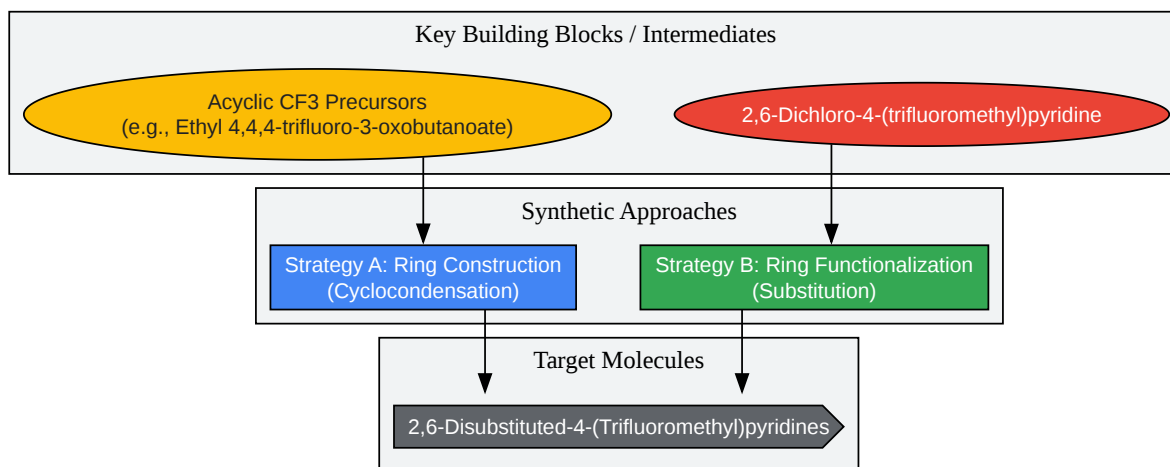 Key Building Blocks / Intermediates
Acyclic CF3 Precursors
(e.g., Ethyl 4,4,4-trifluoro-3-oxobutanoate)
2,6-Dichloro-4-(trifluoromethyl)pyridine
Synthetic Approaches
Strategy A: Ring Construction
(Cyclocondensation)
Strategy B: Ring Functionalization
(Substitution)
Target Molecules
2,6-Disubstituted-4-(Trifluoromethyl)pyridines